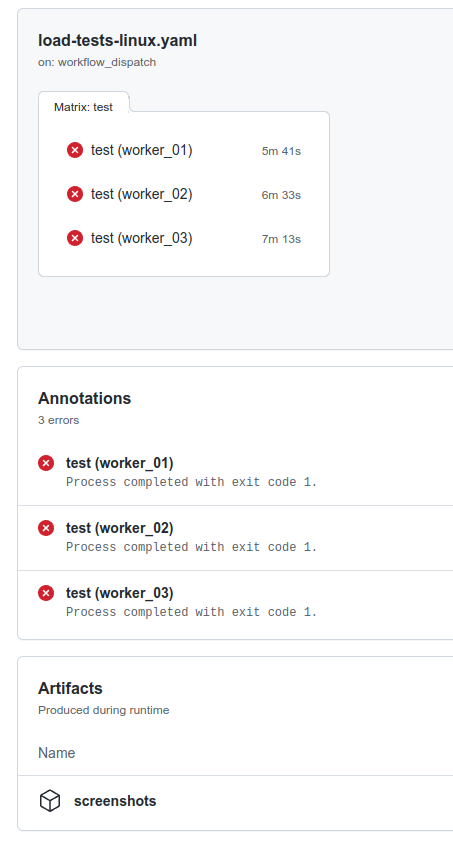 load-tests-linux.yaml
on: workflow_dispatch
Matrix: test
test (worker_01) 5m 41s
test (worker_02) 6m 33s
test (worker_03) 7m 13s
Annotations
3 errors
test (worker_01)
Process completed with exit code 1.
test (worker_02)
Process completed with exit code 1.
test (worker_03)
Process completed with exit code 1.
Artifacts
Produced during runtime
Name
screenshots